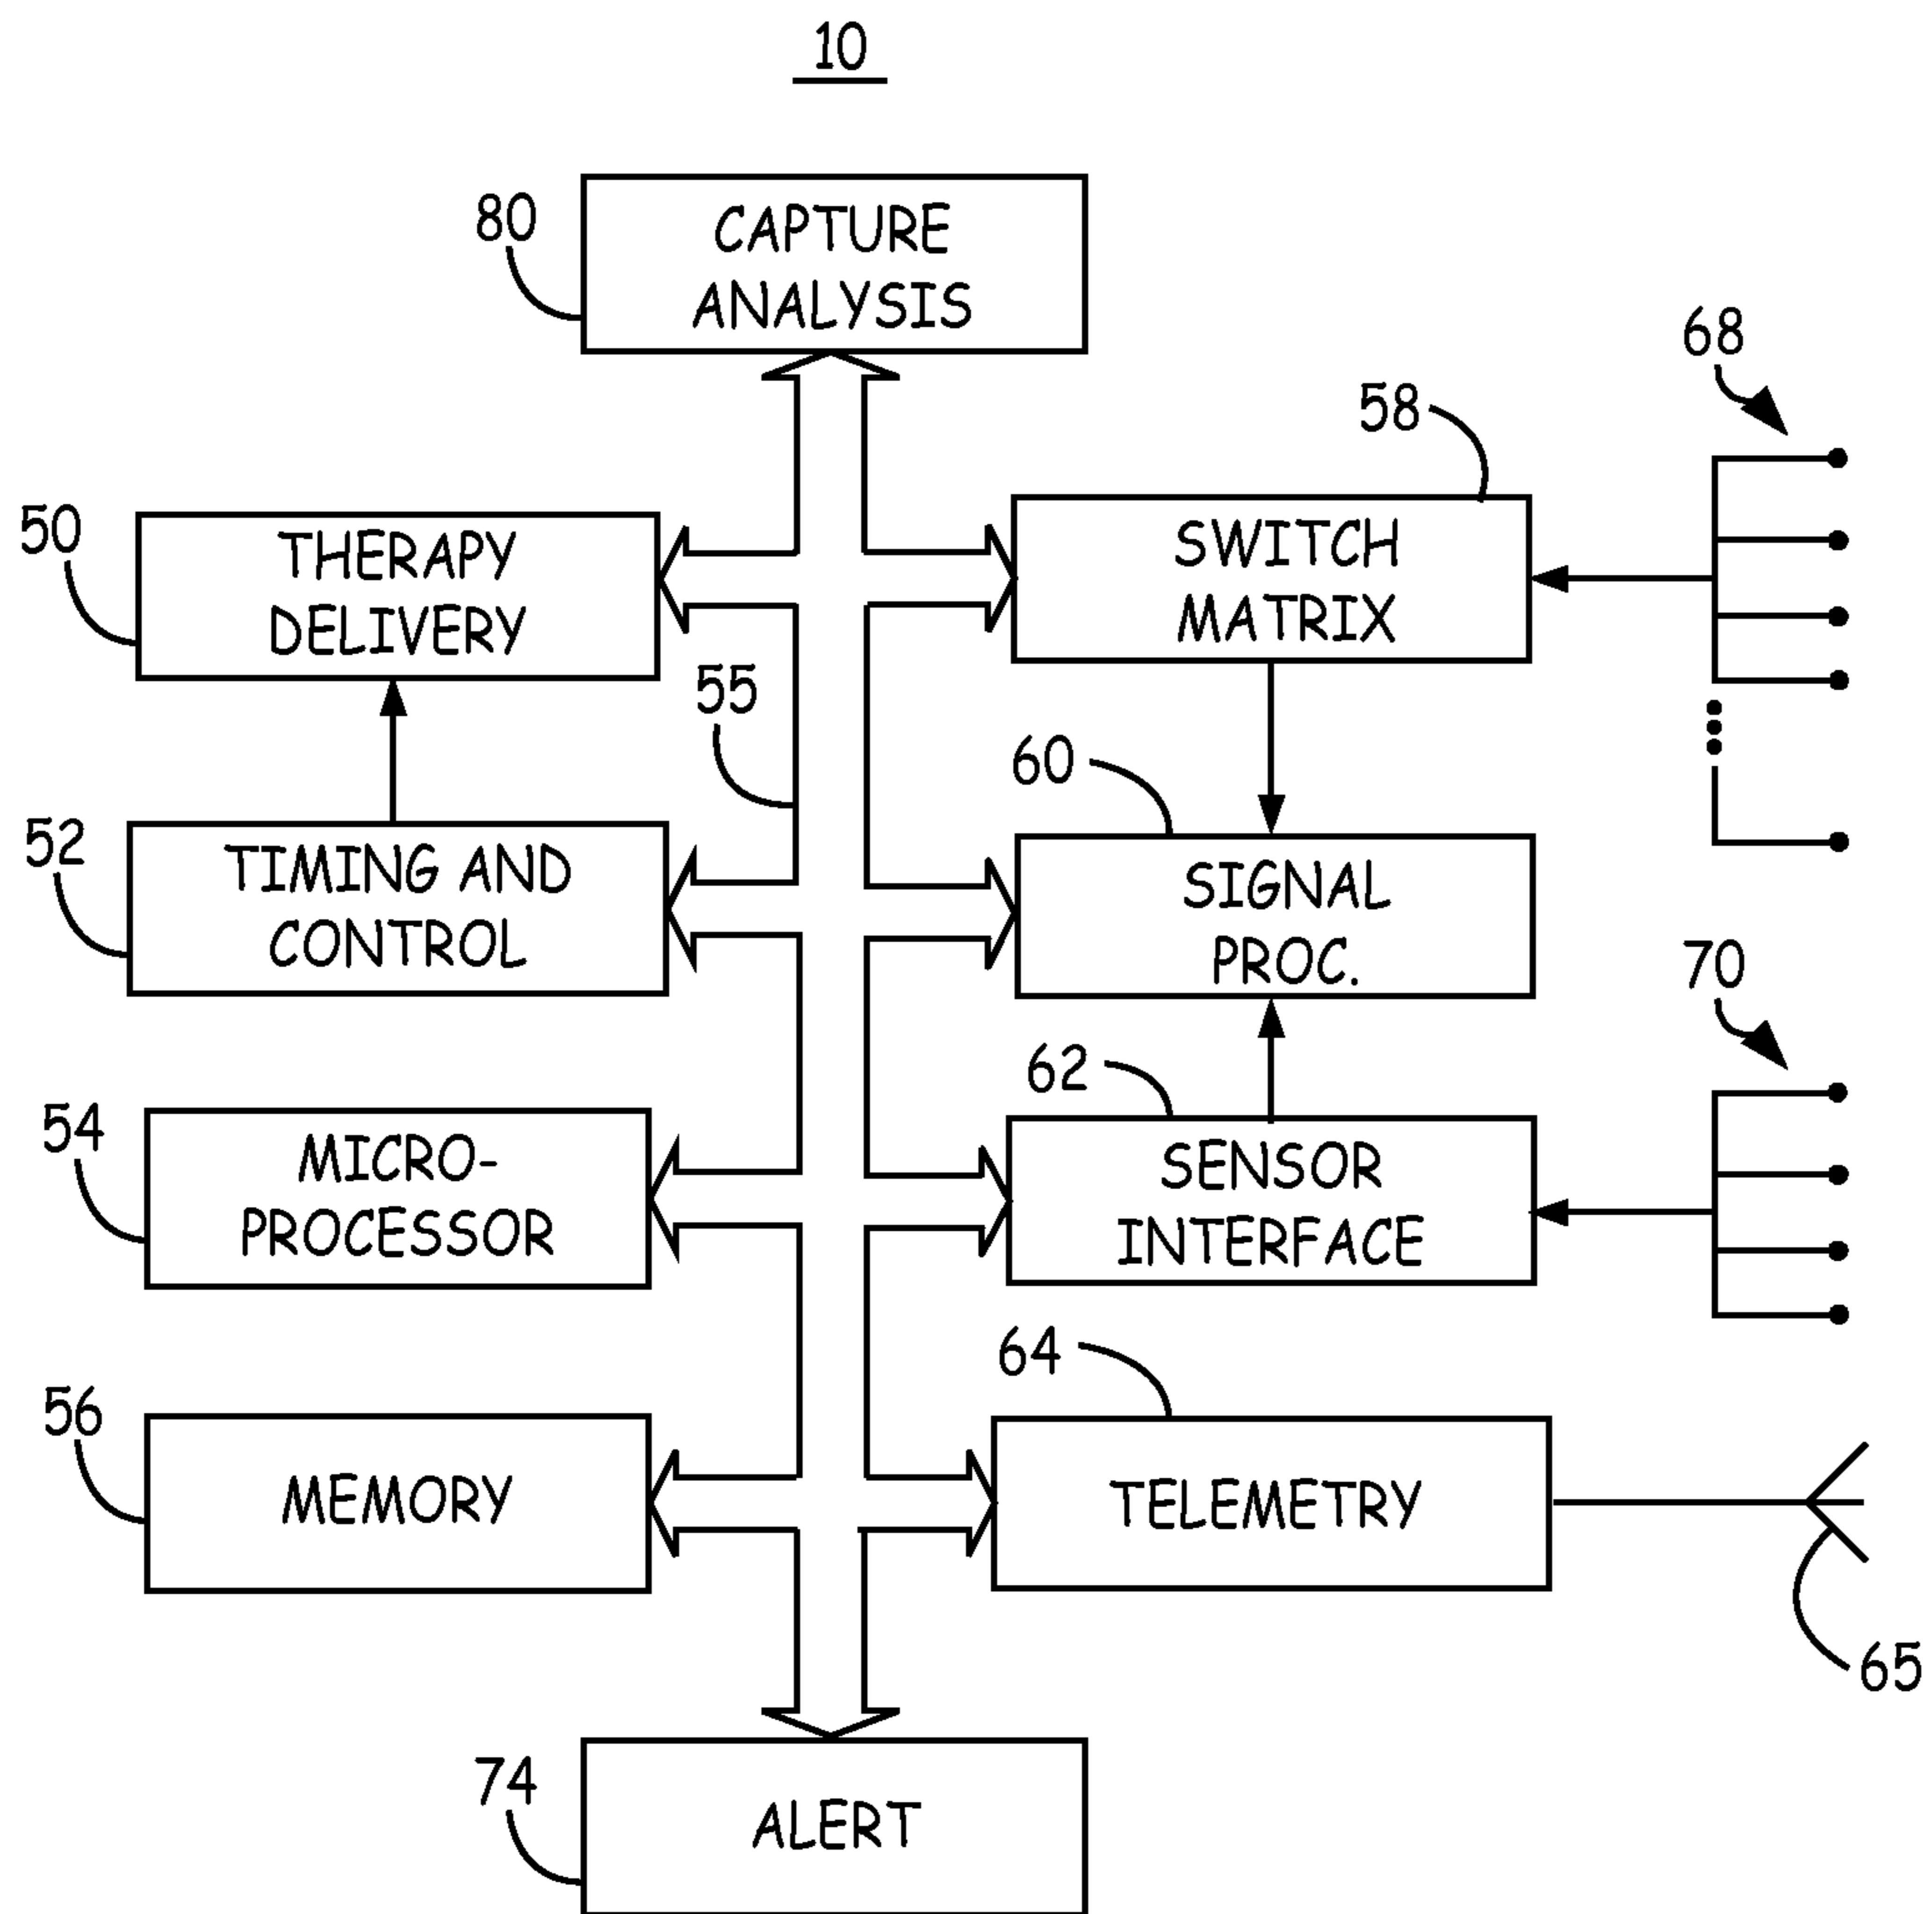 10
80
CAPTURE
ANALYSIS
68
58
50
THERAPY
DELIVERY
SWITCH
MATRIX
55
60
52
TIMING AND
CONTROL
SIGNAL
PROC.
70
62
54
MICRO-
PROCESSOR
SENSOR
INTERFACE
64
56
MEMORY
TELEMETRY
65
74
ALERT